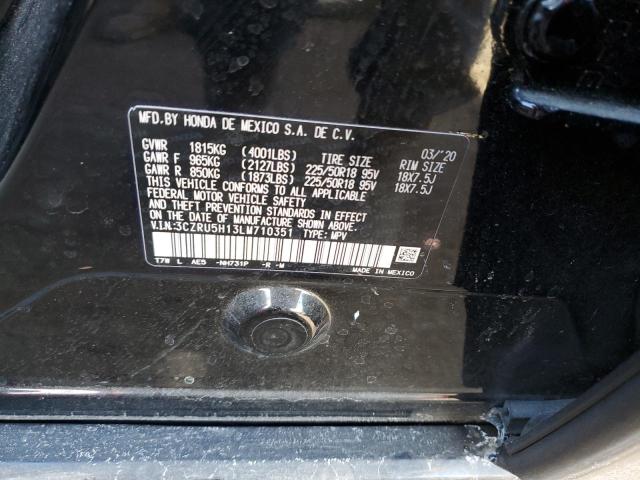 MFD.BY HONDA DE MEXICO S.A. DE C.V.
03/'20
GVWR 1815KG (4001LBS) TIRE SIZE RIM SIZE
GAWR F 965KG (2127LBS) 225/50R18 95V 18X7.5J
GAWR R 850KG (1873LBS) 225/50R18 95V 18X7.5J
THIS VEHICLE CONFORMS TO ALL APPLICABLE
FEDERAL MOTOR VEHICLE SAFETY, BUMPER,
AND THEFT PREVENTION STANDARDS IN EFFECT
ON THE DATE OF MANUFACTURE SHOWN ABOVE.
V.I.N:3CZRU5H13LM710351 TYPE: MPV
T7W L AE5 -NH731P -R -M
MADE IN MEXICO